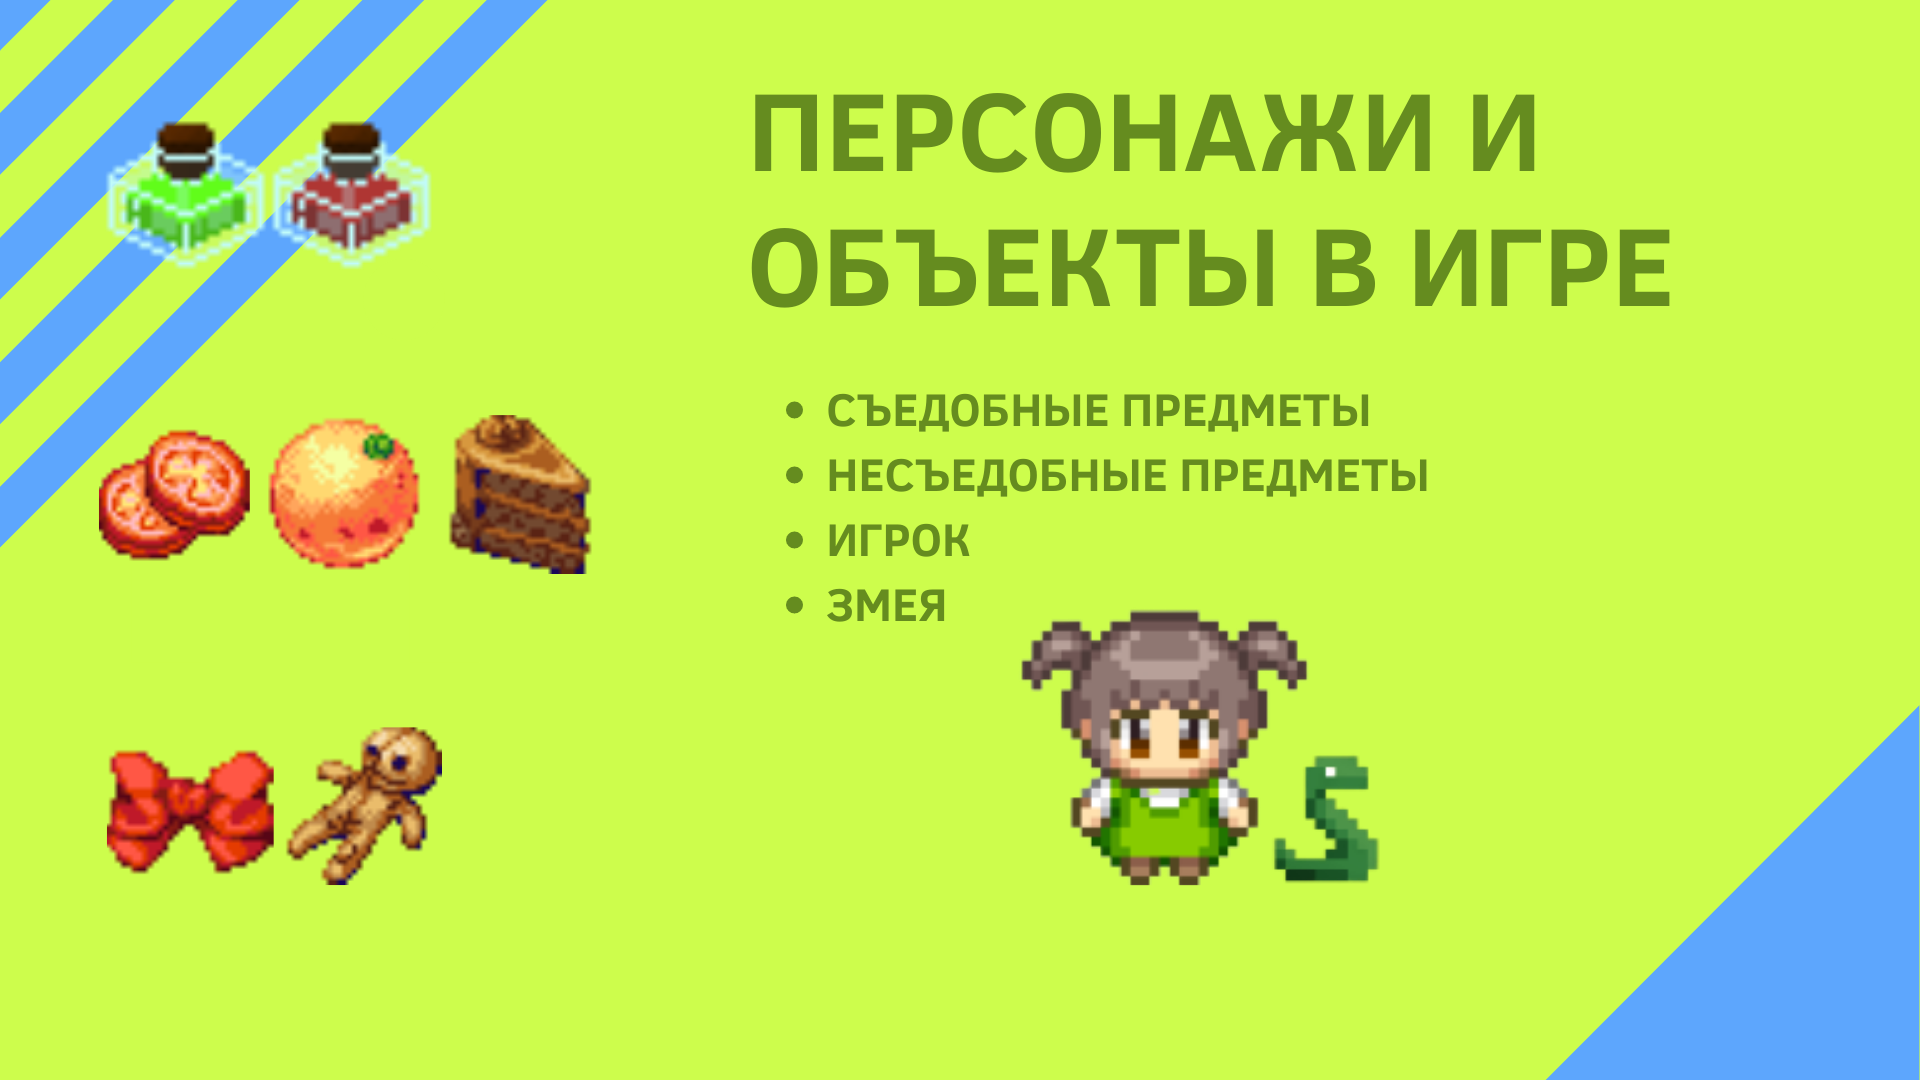 ПЕРСОНАЖИ И
ОБЪЕКТЫ В ИГРЕ
• СЪЕДОБНЫЕ ПРЕДМЕТЫ
• НЕСЪЕДОБНЫЕ ПРЕДМЕТЫ
• ИГРОК
• ЗМЕЯ